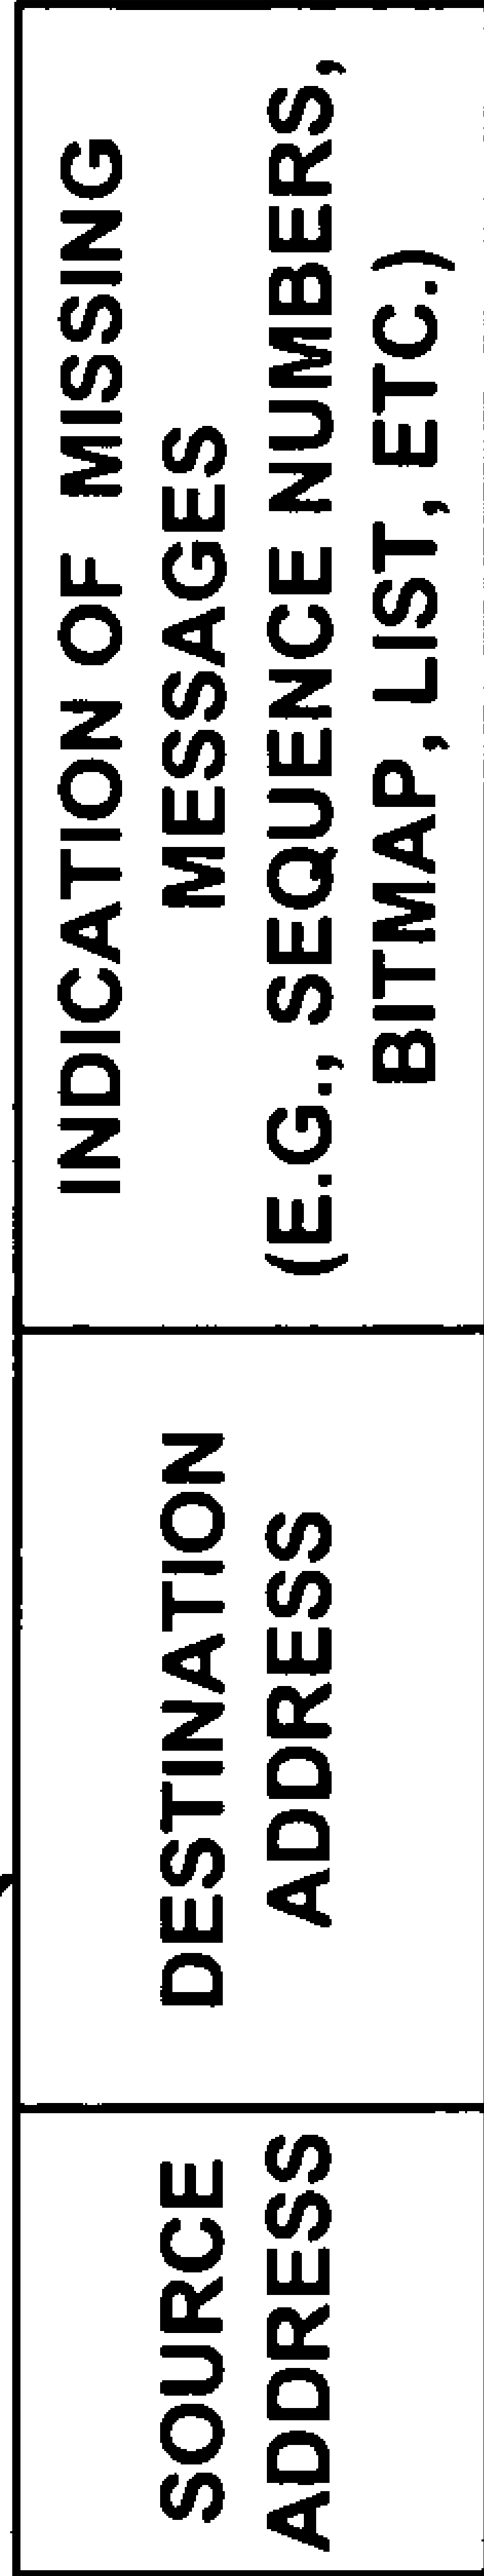 SOURCE
ADDRESS
DESTINATION
ADDRESS
INDICATION OF MISSING
MESSAGES
(E.G., SEQUENCE NUMBERS,
BITMAP, LIST, ETC.)